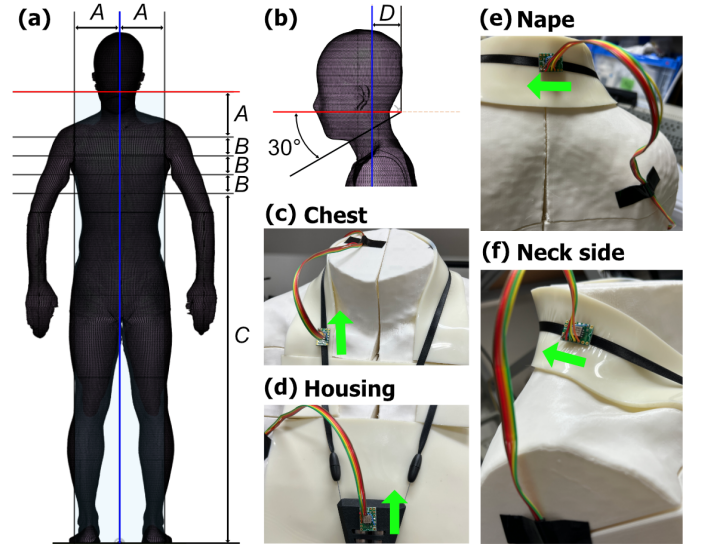 (a)
A A
A
B
B
B
C
(b)
D
30°
(c) Chest
(d) Housing
(e) Nape
(f) Neck side